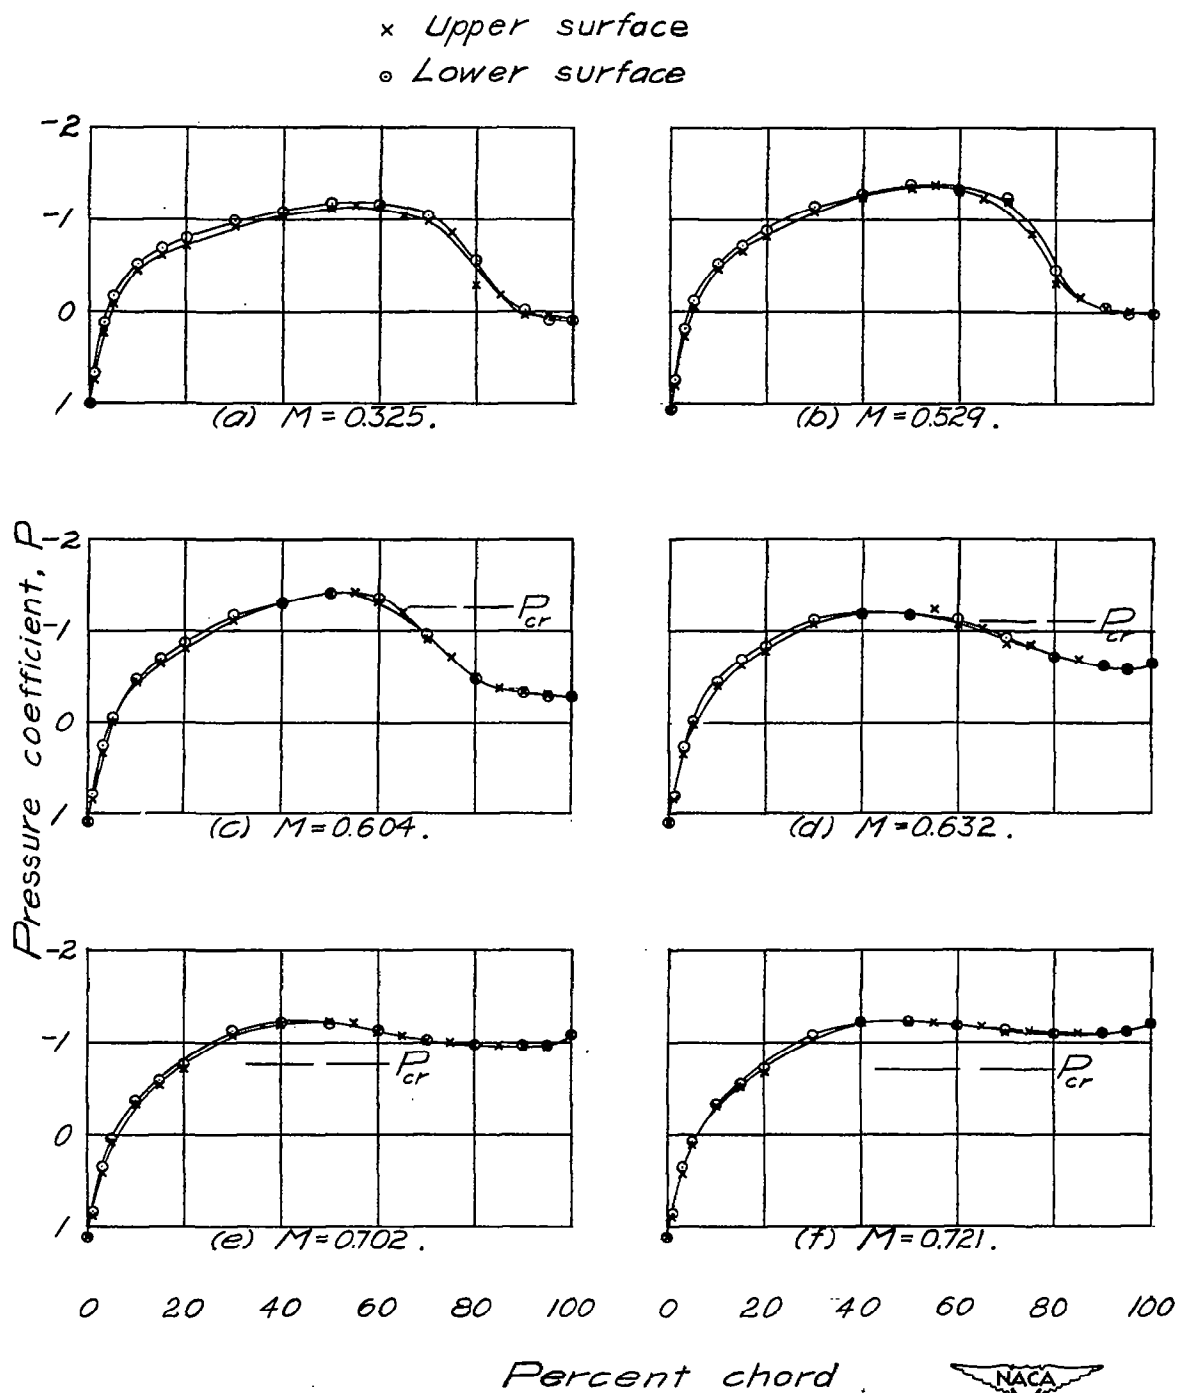 × Upper surface
⊙ Lower surface
-2
-1
0
1
(a) M=0.325.
(b) M=0.529.
Pressure coefficient, P
-2
-1
0
1
Pcr
(c) M=0.604.
Pcr
(d) M=0.632.
-2
-1
0
1
Pcr
(e) M=0.702.
Pcr
(f) M=0.721.
0 20 40 60 80 100
0 20 40 60 80 100
Percent chord
NACA